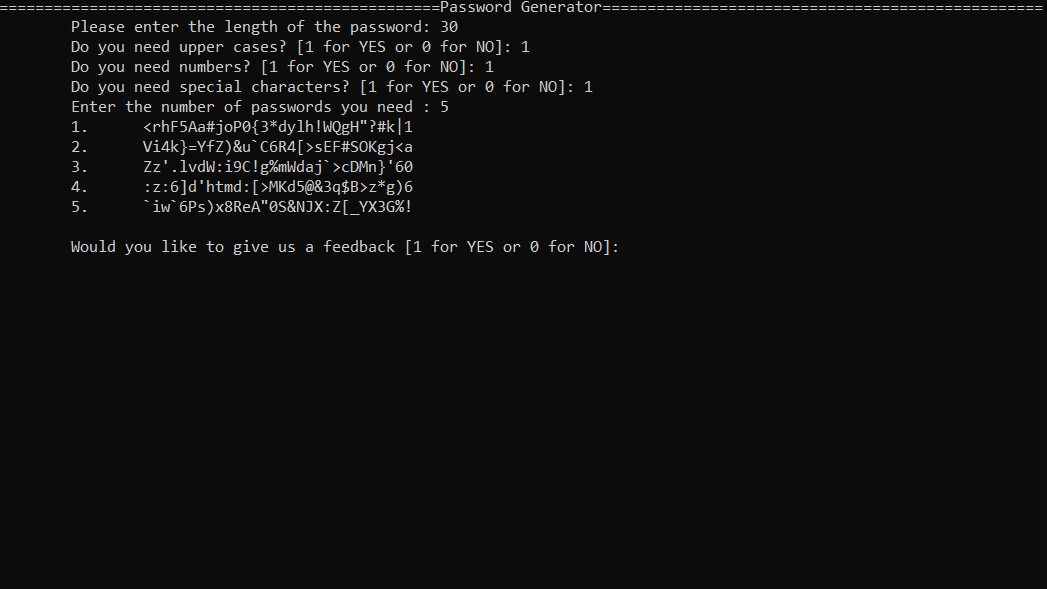 =================================================Password Generator=================================================
Please enter the length of the password: 30
Do you need upper cases? [1 for YES or 0 for NO]: 1
Do you need numbers? [1 for YES or 0 for NO]: 1
Do you need special characters? [1 for YES or 0 for NO]: 1
Enter the number of passwords you need : 5
1.      <rhF5Aa#joP0{3*dylh!WQgH"?#k|1
2.      Vi4k}=YfZ)&u`C6R4[>sEF#SOKgj<a
3.      Zz'.lvdW:i9C!g%mWdaj`>cDMn}'60
4.      :z:6]d'htmd:[>MKd5@&3q$B>z*g)6
5.      `iw`6Ps)x8ReA"0S&NJX:Z[_YX3G%!
Would you like to give us a feedback [1 for YES or 0 for NO]: